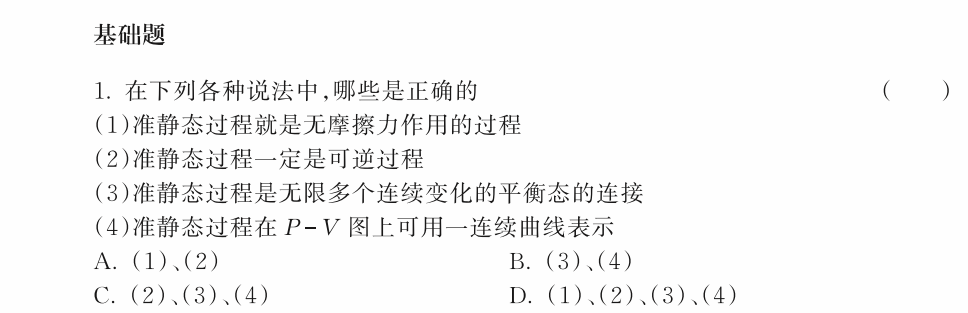 基础题
1. 在下列各种说法中,哪些是正确的 ( )
(1)准静态过程就是无摩擦力作用的过程
(2)准静态过程一定是可逆过程
(3)准静态过程是无限多个连续变化的平衡态的连接
(4)准静态过程在 P－V 图上可用一连续曲线表示
A. (1)、(2) B. (3)、(4)
C. (2)、(3)、(4) D. (1)、(2)、(3)、(4)